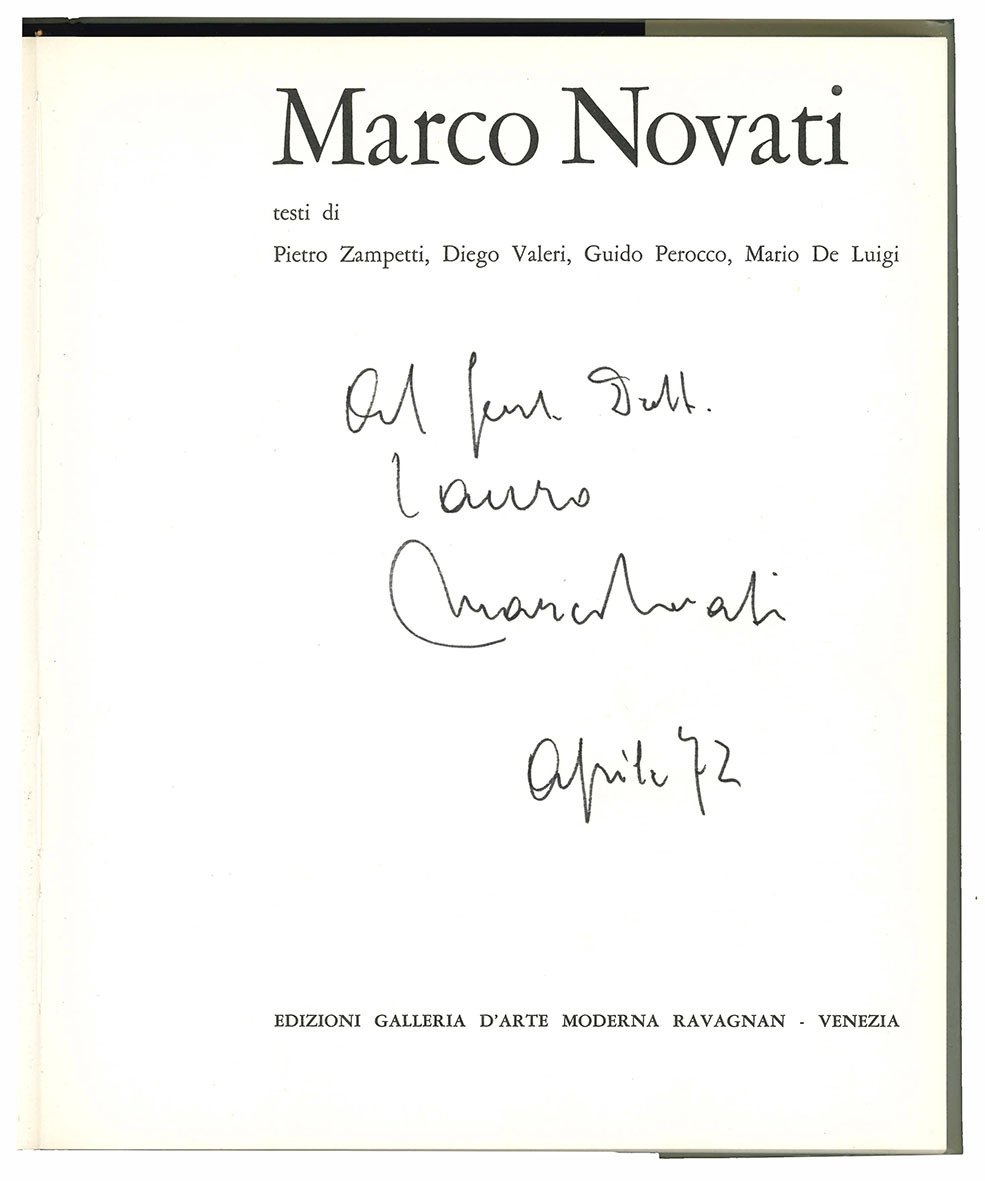 Marco Novati
testi di
Pietro Zampetti, Diego Valeri, Guido Perocco, Mario De Luigi
Al Gent. Dott.
Lauro
Marco Novati
Aprile 72
EDIZIONI GALLERIA D'ARTE MODERNA RAVAGNAN - VENEZIA